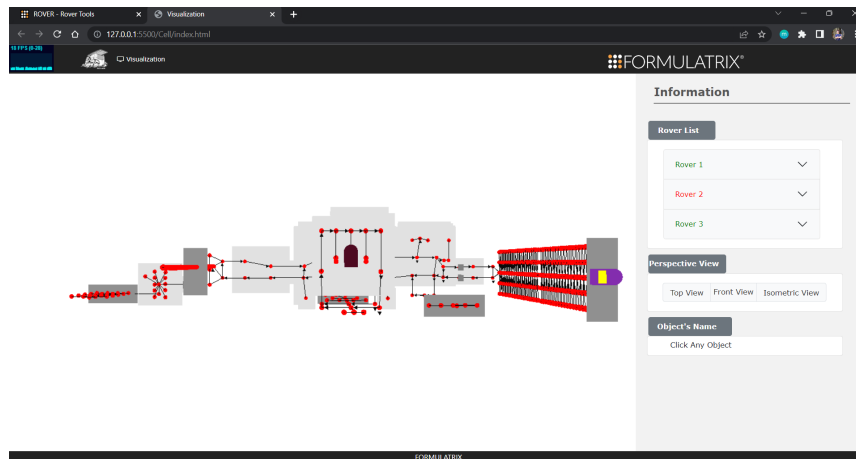 ROVER - Rover Tools
Visualization
127.0.0.1:5500/Cell/index.html
18 FPS (0-28)
Visualization
FORMULATRIX®
Information
Rover List
Rover 1
Rover 2
Rover 3
Perspective View
Top View Front View Isometric View
Object's Name
Click Any Object
FORMULATRIX